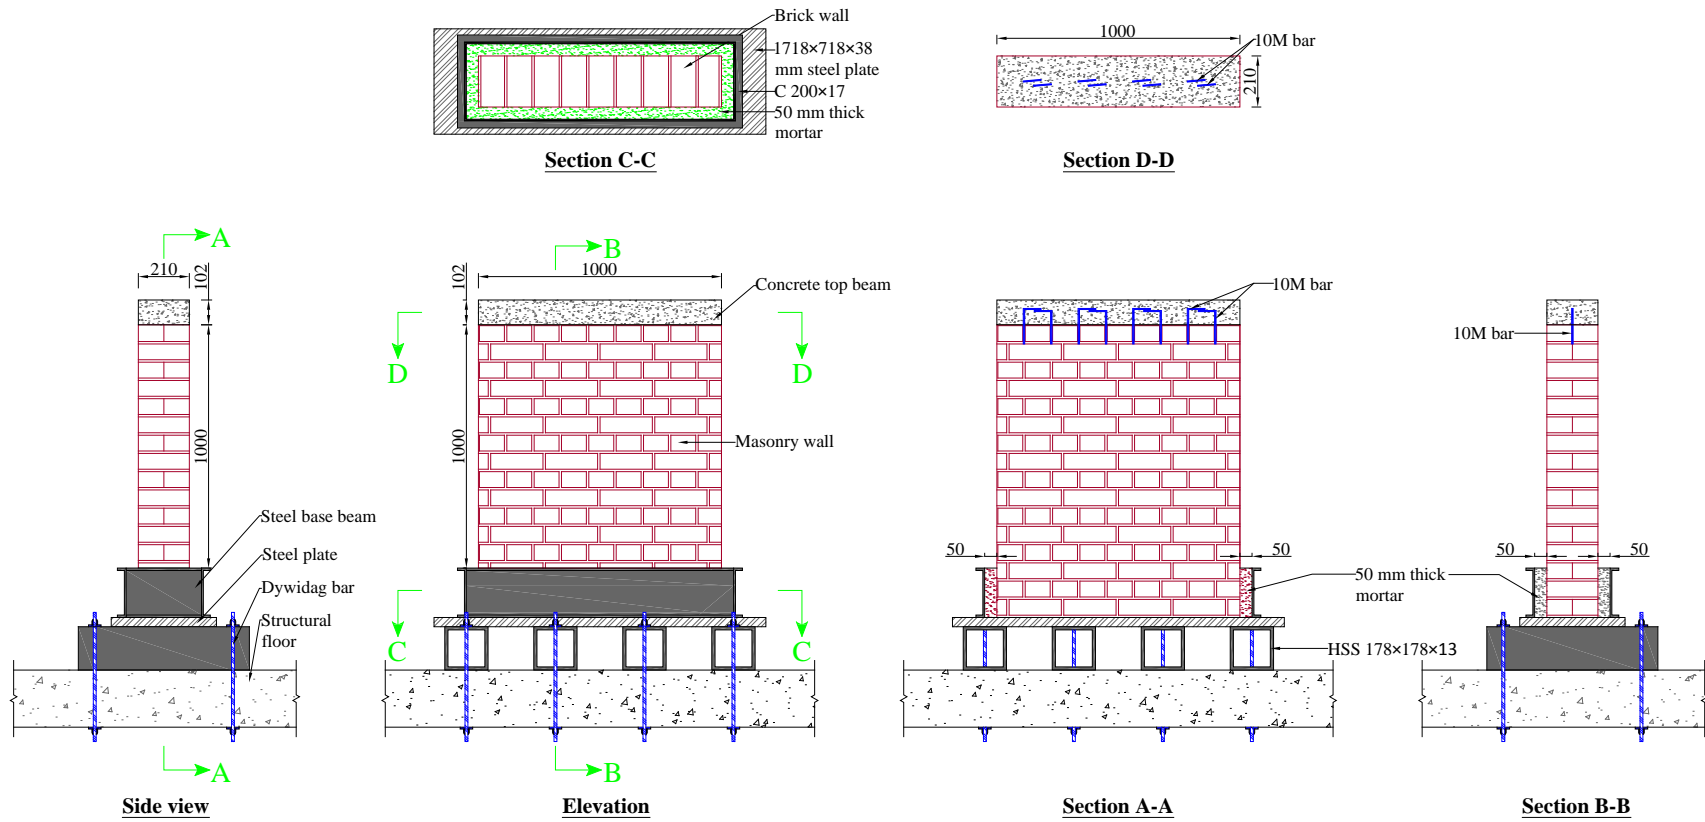 Brick wall
1718×718×38
mm steel plate
C 200×17
50 mm thick
mortar
Section C-C
1000
10M bar
210
Section D-D
A
210
102
1000
Steel base beam
Steel plate
Dywidag bar
Structural
floor
A
Side view
B
1000
102
Concrete top beam
D
D
1000
Masonry wall
C
C
B
Elevation
10M bar
50
50
50 mm thick
mortar
HSS 178×178×13
Section A-A
10M bar
50
50
Section B-B